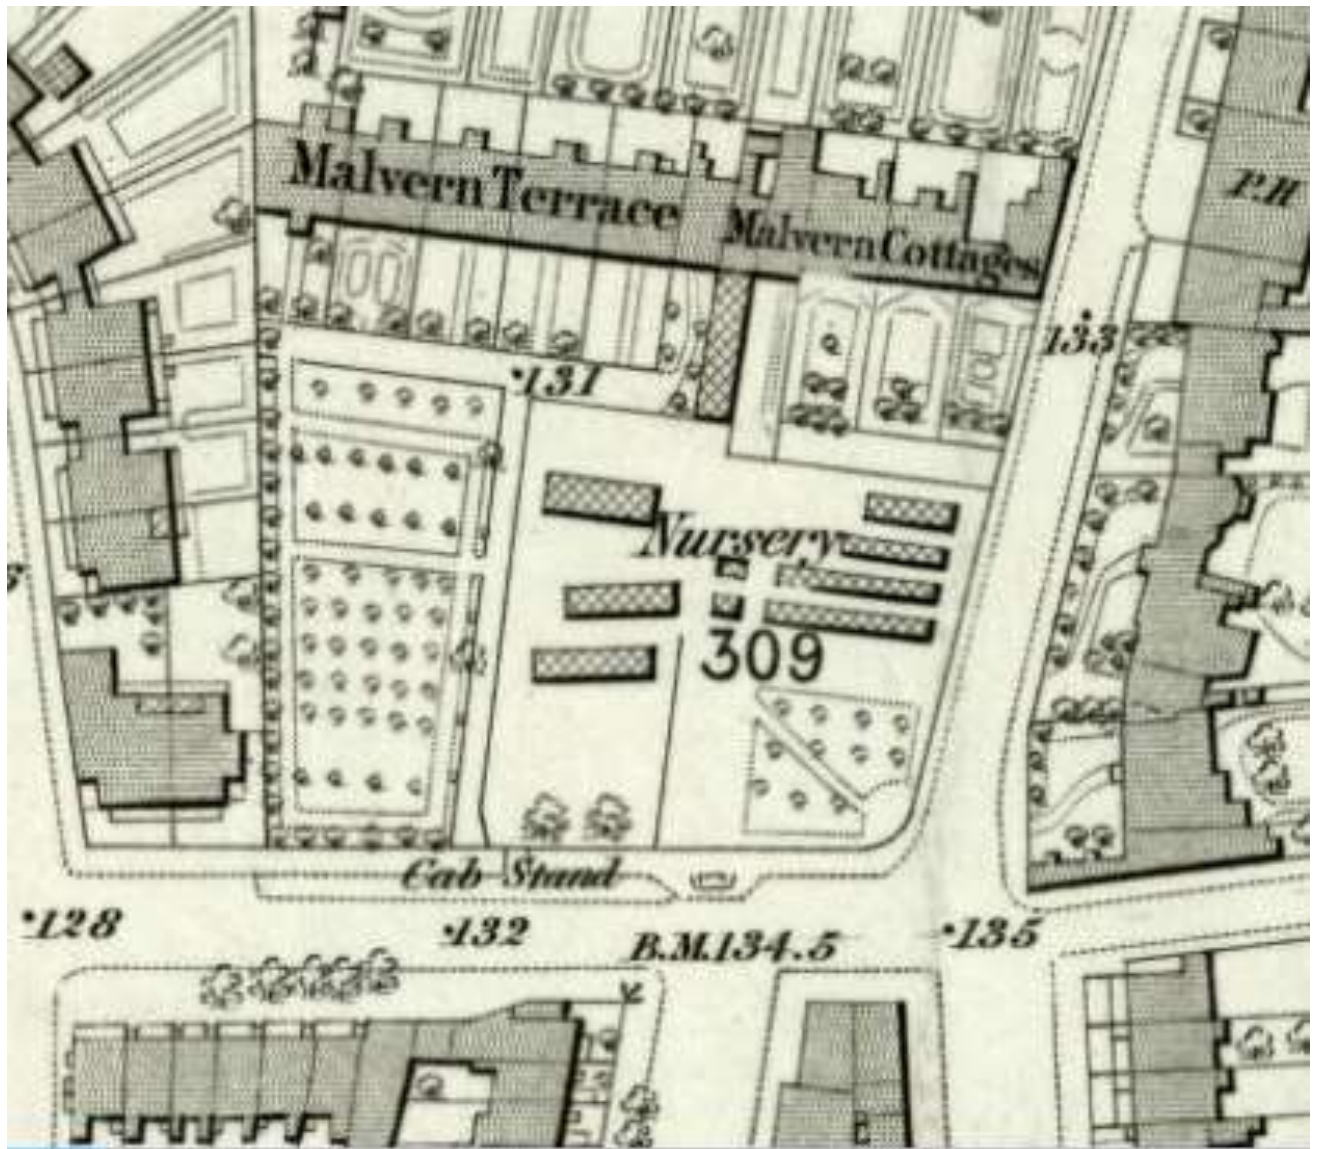 Malvern Terrace
P.H
Malvern Cottages
133
131
Nursery
309
Cab Stand
128
132
B.M.134.5
135